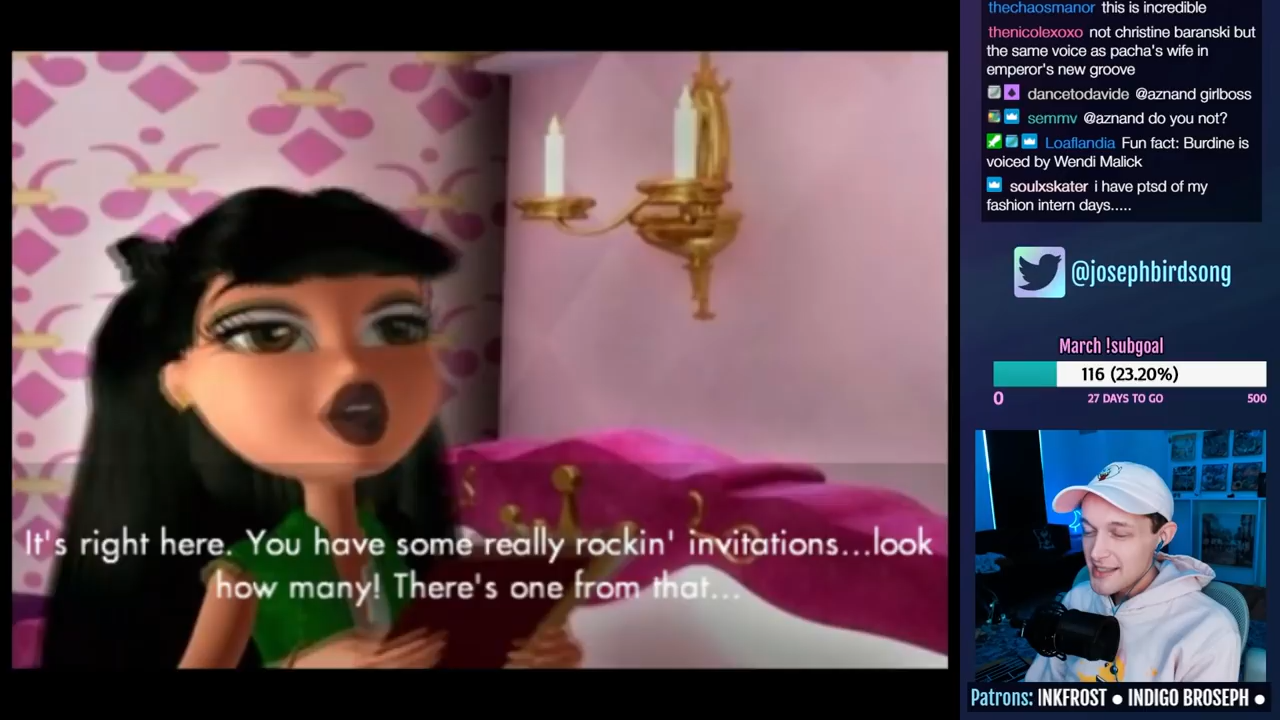 It's right here. You have some really rockin' invitations...look
how many! There's one from that...
thechaosmanor this is incredible
thenicolexoxo not christine baranski but
the same voice as pacha's wife in
emperor's new groove
dancetodavide @aznand girlboss
semmv @aznand do you not?
Loaflandia Fun fact: Burdine is
voiced by Wendi Malick
soulxskater i have ptsd of my
fashion intern days.....
@josephbirdsong
March !subgoal
116 (23.20%)
0 27 DAYS TO GO 500
Patrons: INKFROST ● INDIGO BROSEPH ●